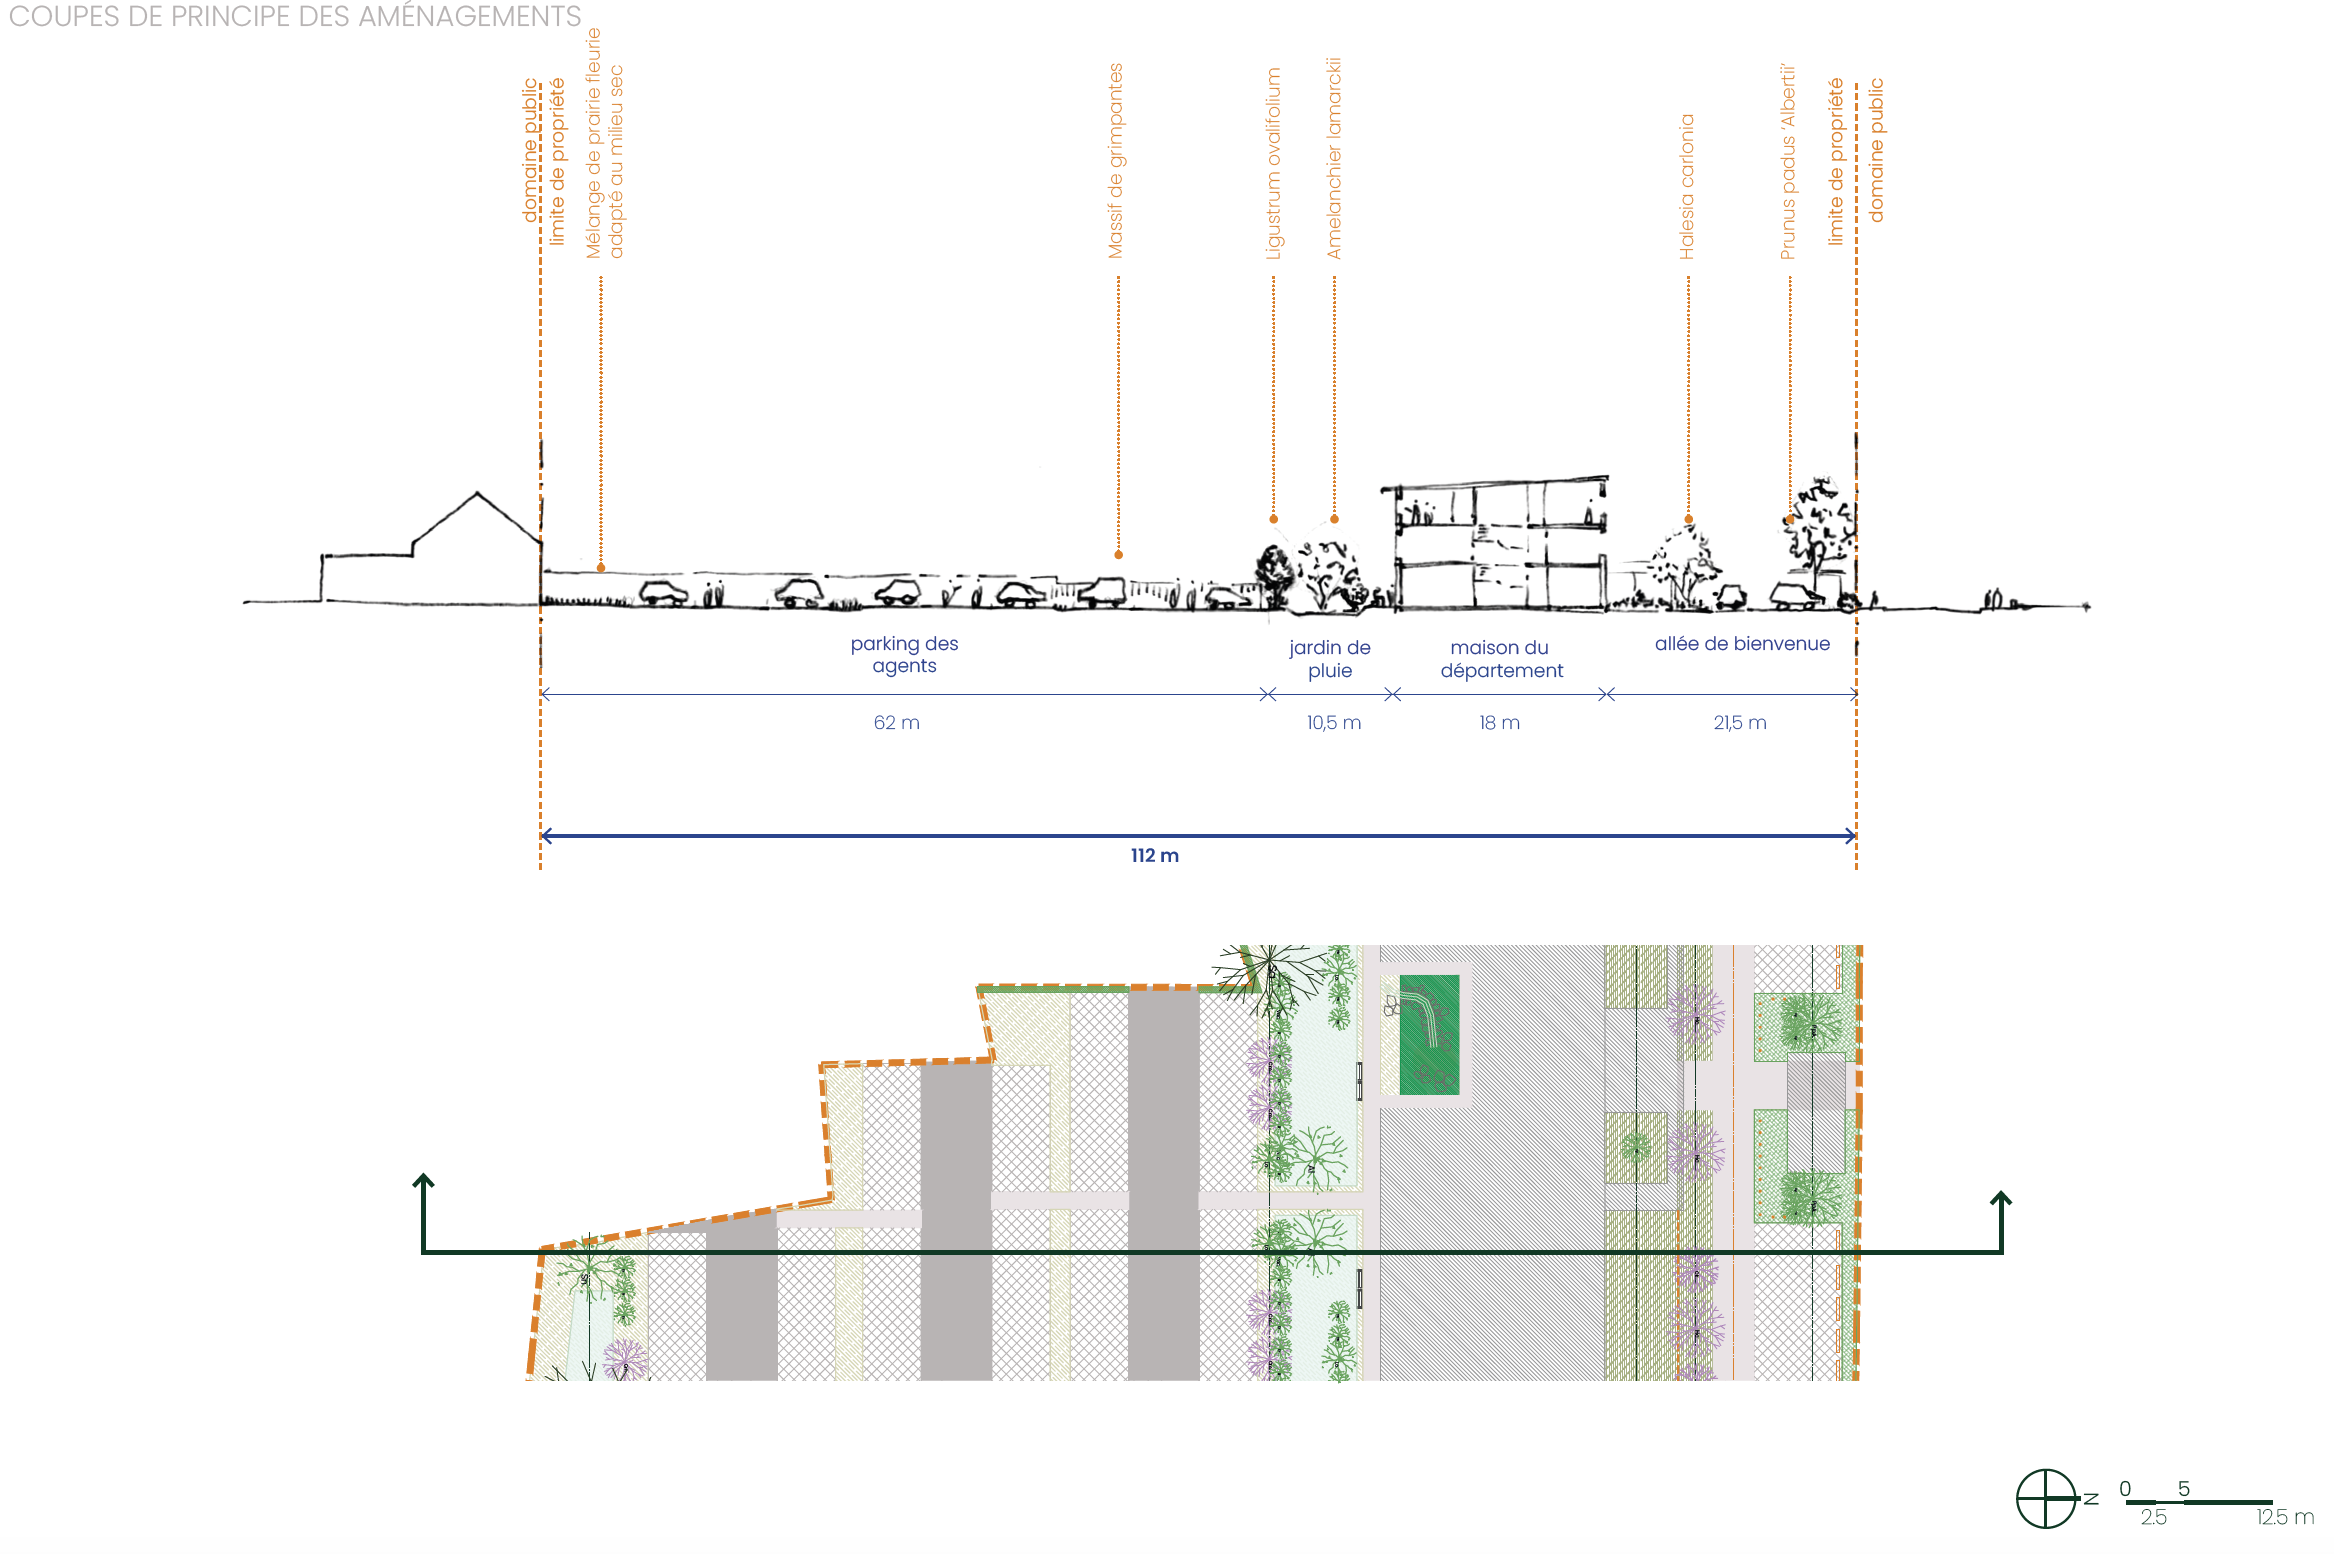 COUPES DE PRINCIPE DES AMÉNAGEMENTS
domaine public
limite de propriété
Mélange de prairie fleurie
adapté au milieu sec
Massif de grimpantes
Ligustrum ovalifolium
Amelanchier lamarckii
Halesia carlonia
Prunus padus 'Albertii'
limite de propriété
domaine public
parking des
agents
jardin de
pluie
maison du
département
allée de bienvenue
62 m
10,5 m
18 m
21,5 m
112 m
N
0
5
2.5
12.5 m